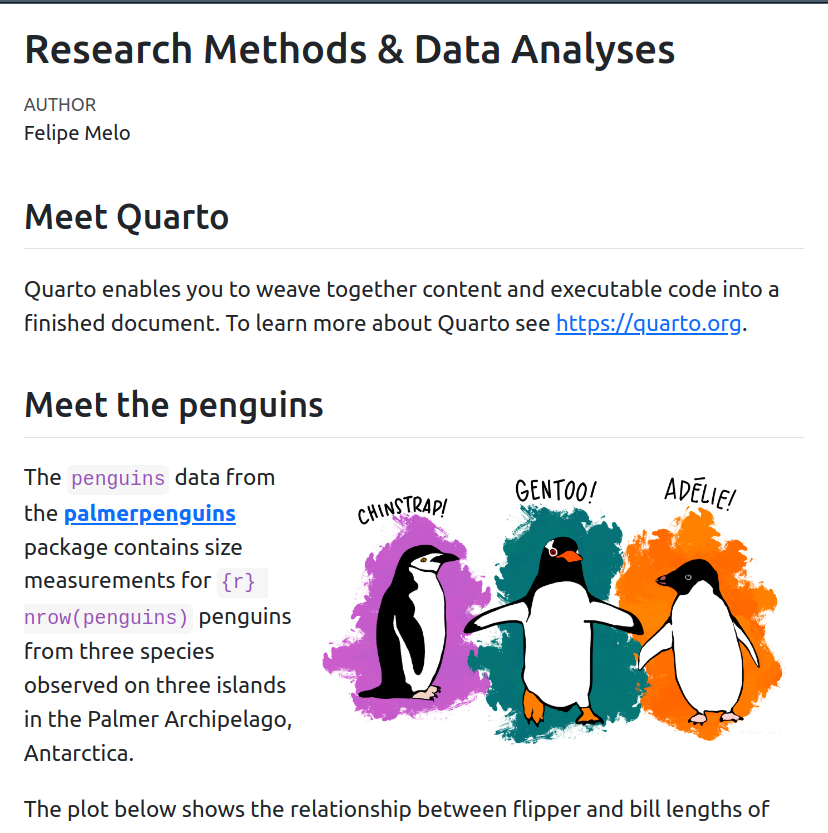 Research Methods & Data Analyses
AUTHOR
Felipe Melo
Meet Quarto
Quarto enables you to weave together content and executable code into a
finished document. To learn more about Quarto see https://quarto.org.
Meet the penguins
The penguins data from
the palmerpenguins
package contains size
measurements for {r}
nrow(penguins) penguins
from three species
observed on three islands
in the Palmer Archipelago,
Antarctica.
CHINSTRAP!
GENTOO!
ADÉLIE!
The plot below shows the relationship between flipper and bill lengths of